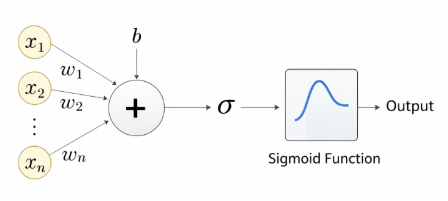 x₁
x₂
⋮
xₙ
w₁
w₂
wₙ
b
+
σ
Output
Sigmoid Function